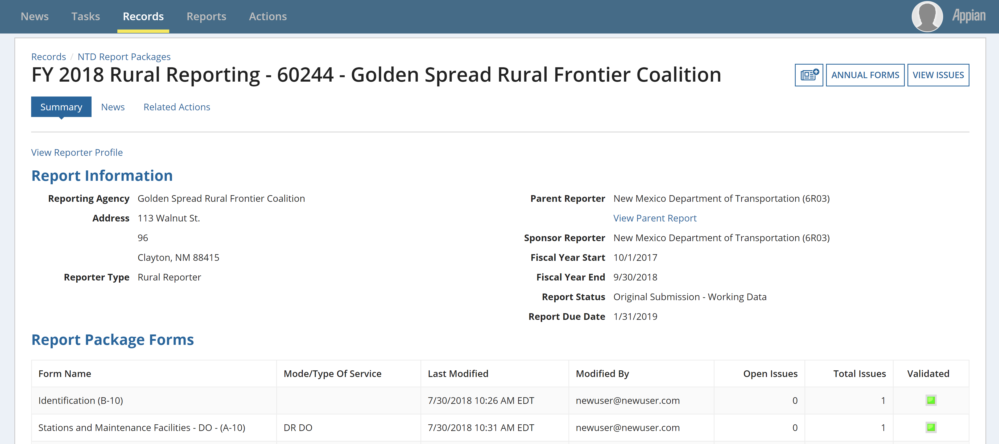 News Tasks Records Reports Actions Appian
Records / NTD Report Packages
FY 2018 Rural Reporting - 60244 - Golden Spread Rural Frontier Coalition
ANNUAL FORMS VIEW ISSUES
Summary News Related Actions
View Reporter Profile
Report Information
Reporting Agency Golden Spread Rural Frontier Coalition
Address 113 Walnut St.
96
Clayton, NM 88415
Reporter Type Rural Reporter
Parent Reporter New Mexico Department of Transportation (6R03)
View Parent Report
Sponsor Reporter New Mexico Department of Transportation (6R03)
Fiscal Year Start 10/1/2017
Fiscal Year End 9/30/2018
Report Status Original Submission - Working Data
Report Due Date 1/31/2019
Report Package Forms
Form Name Mode/Type Of Service Last Modified Modified By Open Issues Total Issues Validated
Identification (B-10) 7/30/2018 10:26 AM EDT newuser@newuser.com 0 1
Stations and Maintenance Facilities - DO - (A-10) DR DO 7/30/2018 10:31 AM EDT newuser@newuser.com 0 1